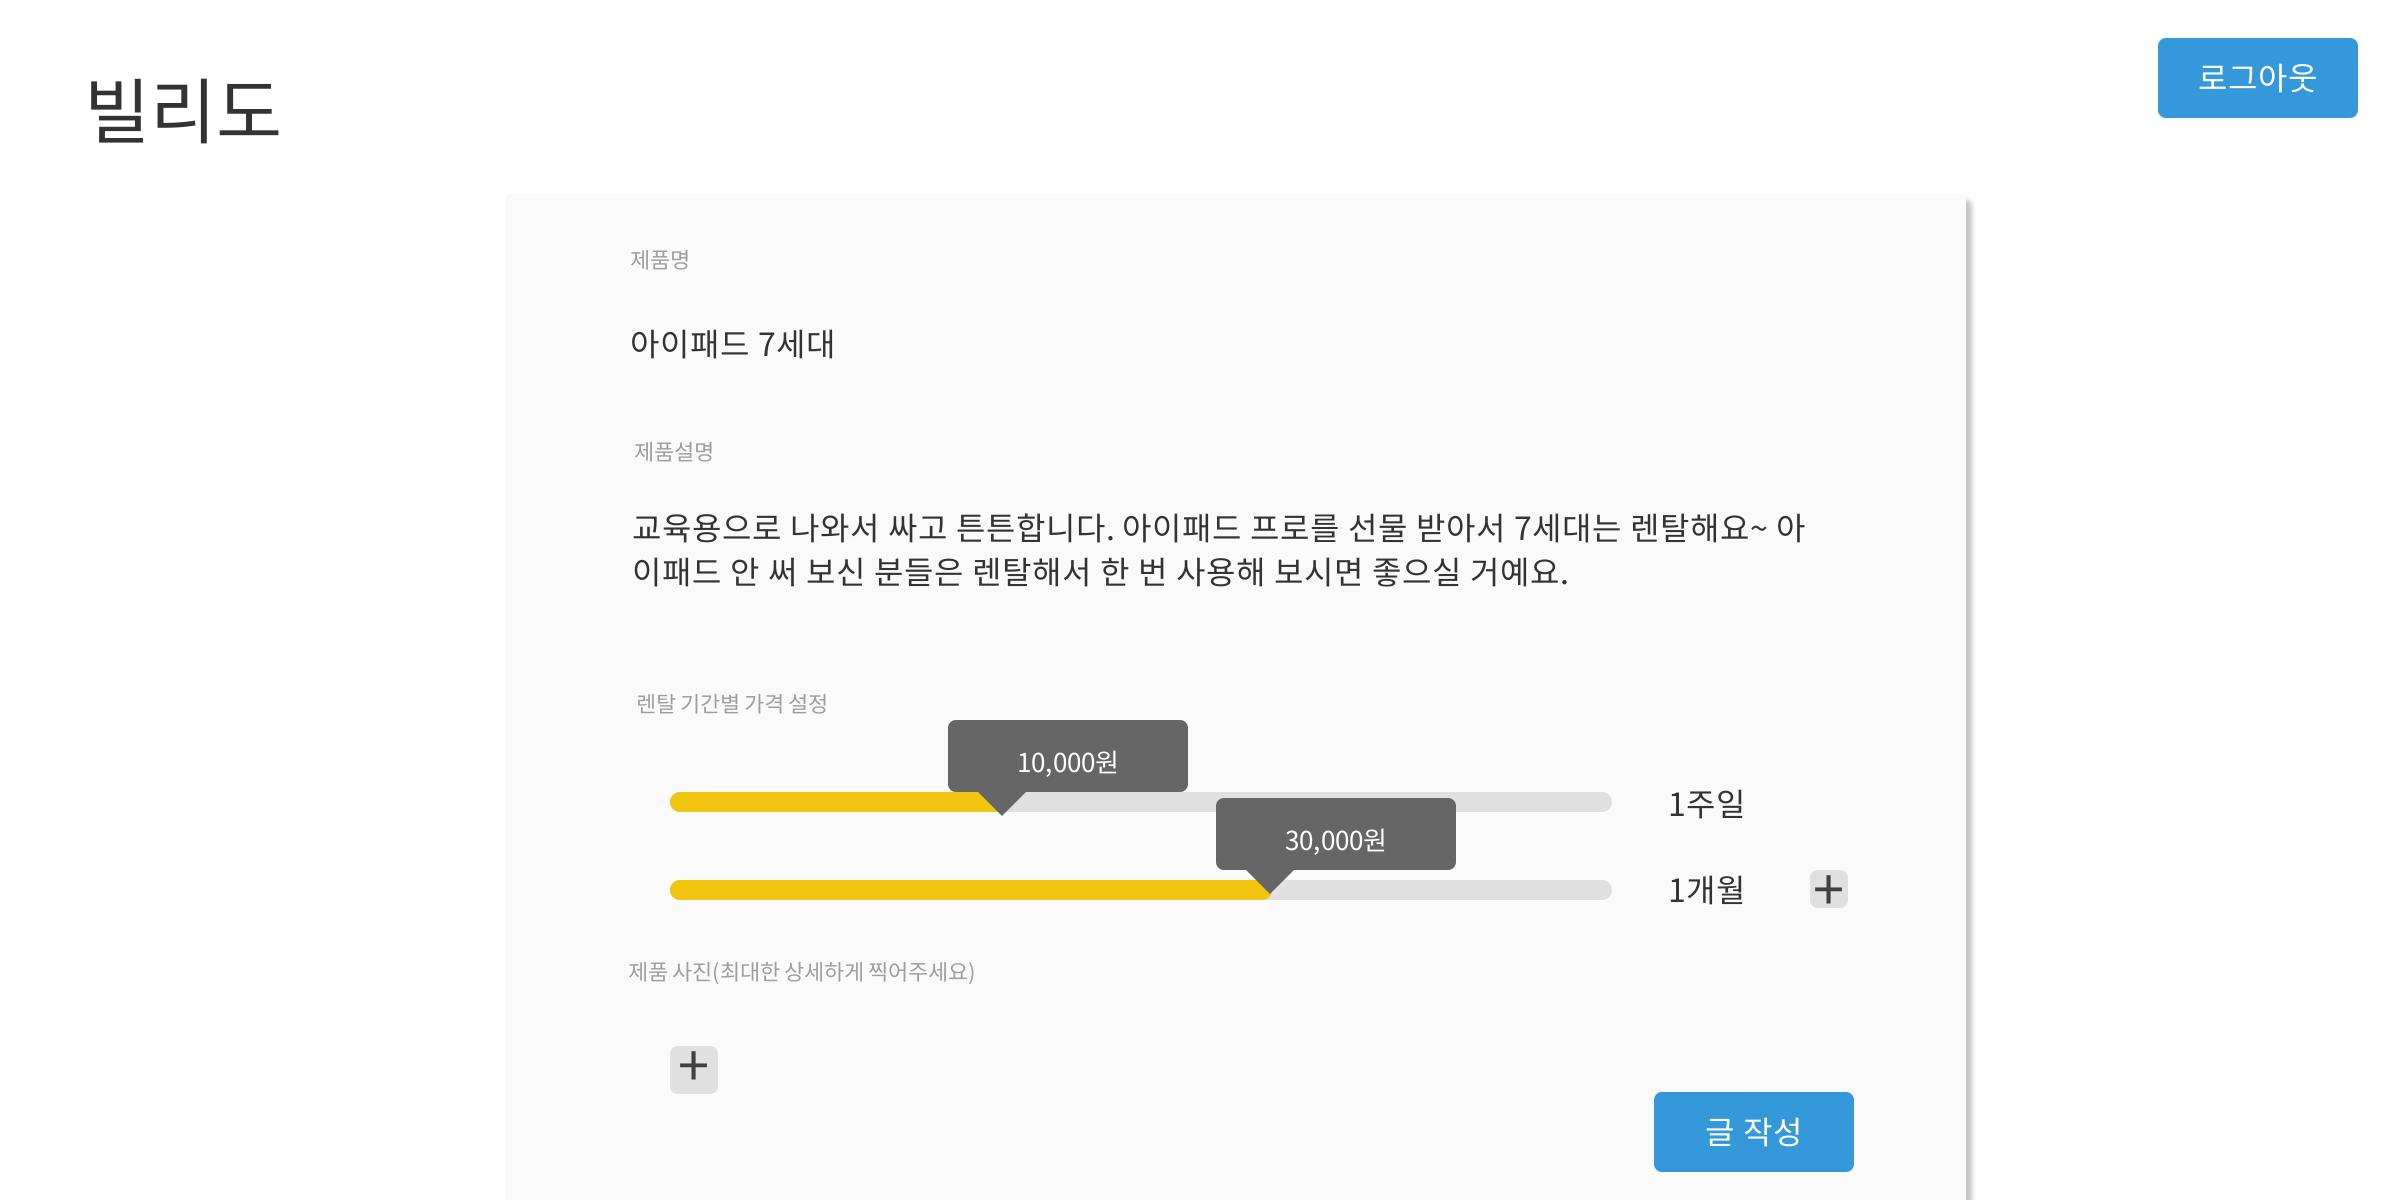 빌리도
로그아웃
제품명
아이패드 7세대
제품설명
교육용으로 나와서 싸고 튼튼합니다. 아이패드 프로를 선물 받아서 7세대는 렌탈해요~ 아
이패드 안 써 보신 분들은 렌탈해서 한 번 사용해 보시면 좋으실 거예요.
렌탈 기간별 가격 설정
10,000원
1주일
30,000원
1개월
+
제품 사진(최대한 상세하게 찍어주세요)
+
글 작성